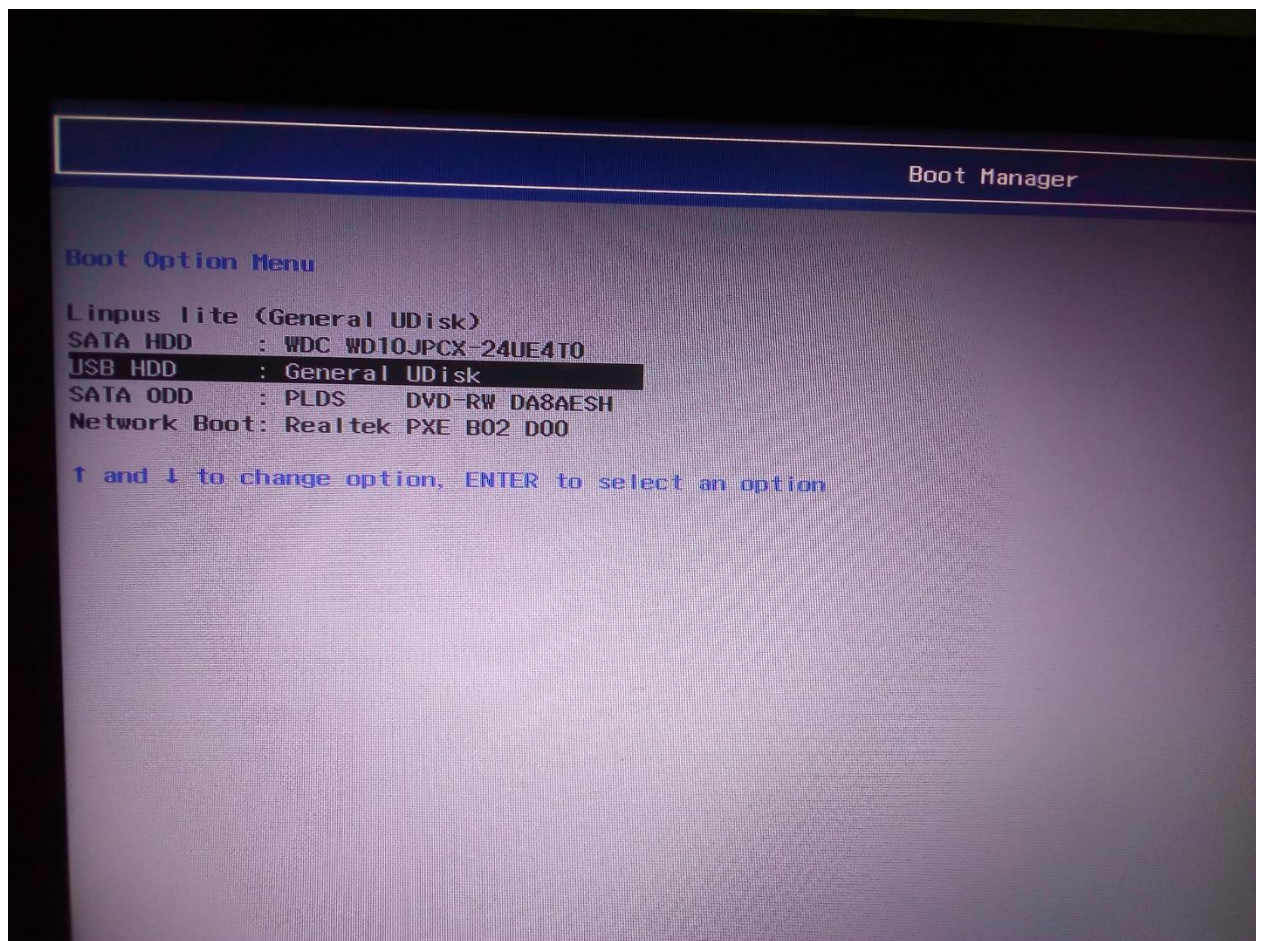 Boot Manager
Boot Option Menu
Linpus lite (General UDisk)
SATA HDD : WDC WD10JPCX-24UE4T0
USB HDD : General UDisk
SATA ODD : PLDS DVD-RW DA8AESH
Network Boot: Realtek PXE B02 D00
↑ and ↓ to change option, ENTER to select an option